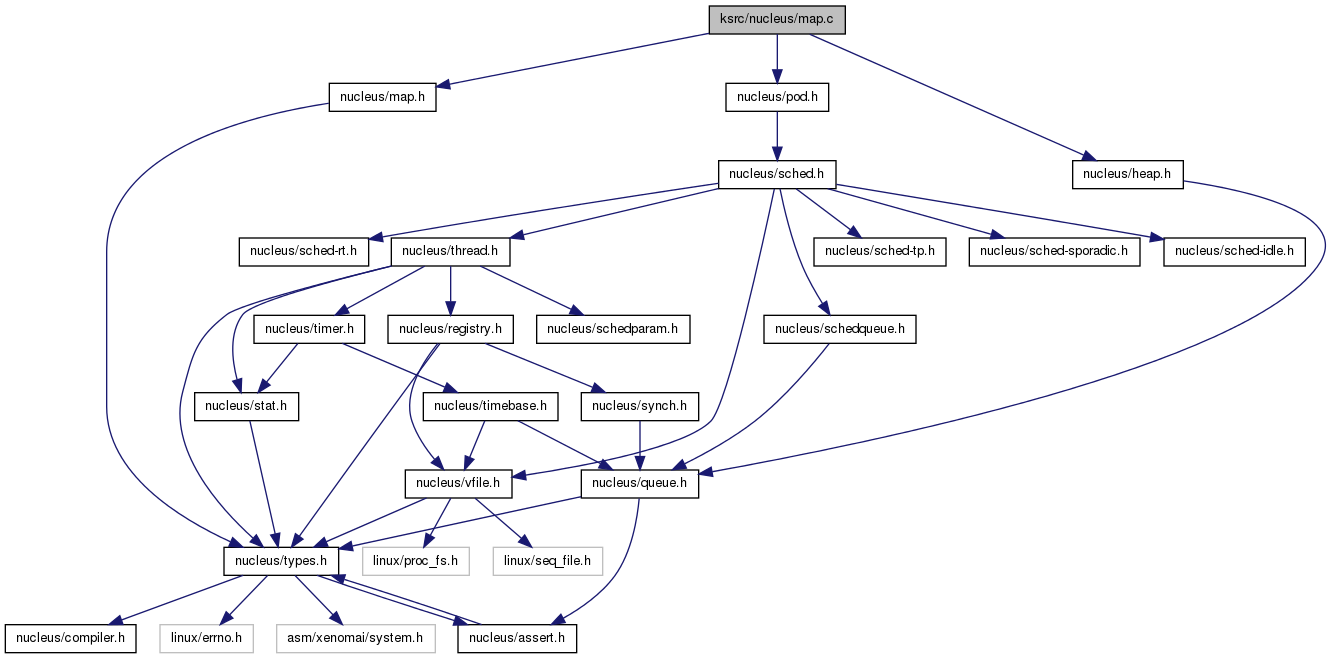 ksrc/nucleus/map.c
nucleus/map.h
nucleus/pod.h
nucleus/sched.h
nucleus/heap.h
nucleus/sched-rt.h
nucleus/thread.h
nucleus/sched-tp.h
nucleus/sched-sporadic.h
nucleus/sched-idle.h
nucleus/timer.h
nucleus/registry.h
nucleus/schedparam.h
nucleus/schedqueue.h
nucleus/stat.h
nucleus/timebase.h
nucleus/synch.h
nucleus/vfile.h
nucleus/queue.h
nucleus/types.h
linux/proc_fs.h
linux/seq_file.h
nucleus/compiler.h
linux/errno.h
asm/xenomai/system.h
nucleus/assert.h